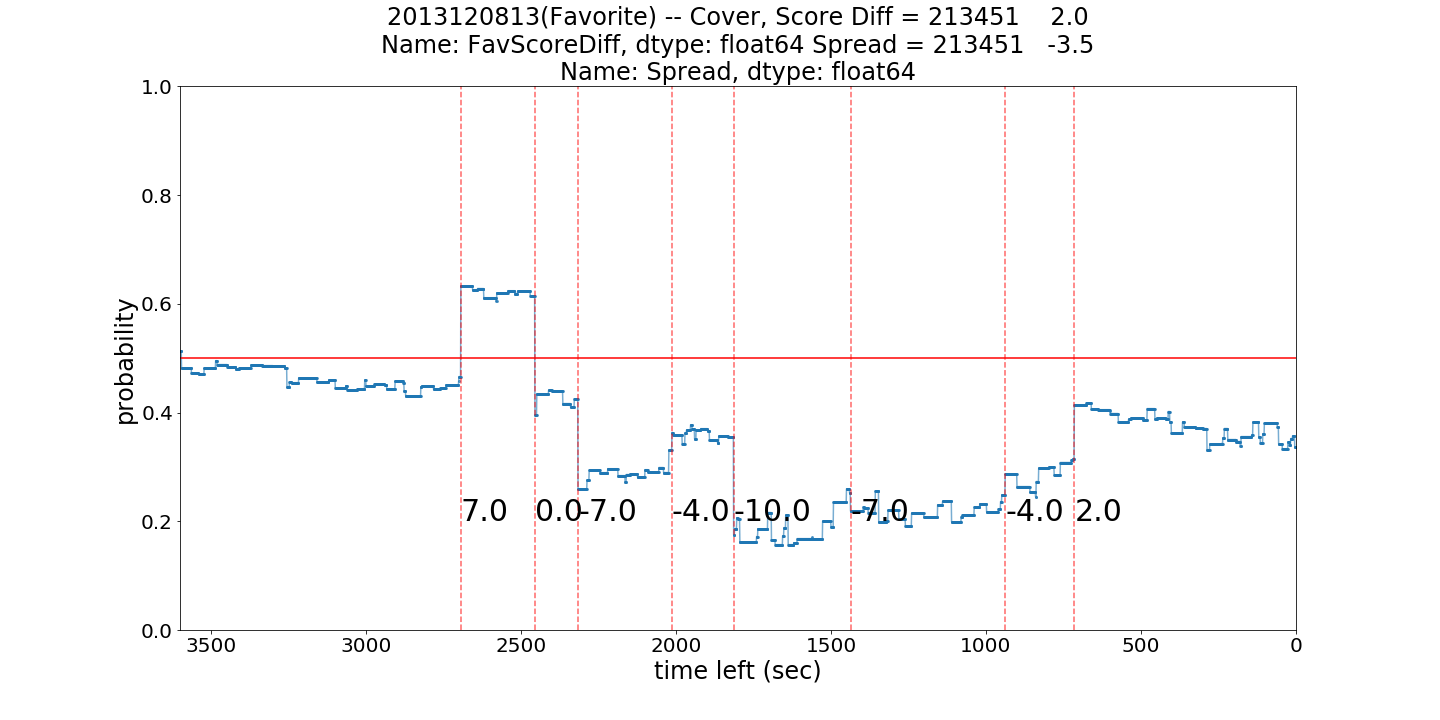 2013120813(Favorite) -- Cover, Score Diff = 213451    2.0
Name: FavScoreDiff, dtype: float64 Spread = 213451   -3.5
Name: Spread, dtype: float64
1.0
0.8
0.6
0.4
0.2
0.0
probability
7.0 0.0 -7.0 -4.0 -10.0 -7.0 -4.0 2.0
3500 3000 2500 2000 1500 1000 500 0
time left (sec)